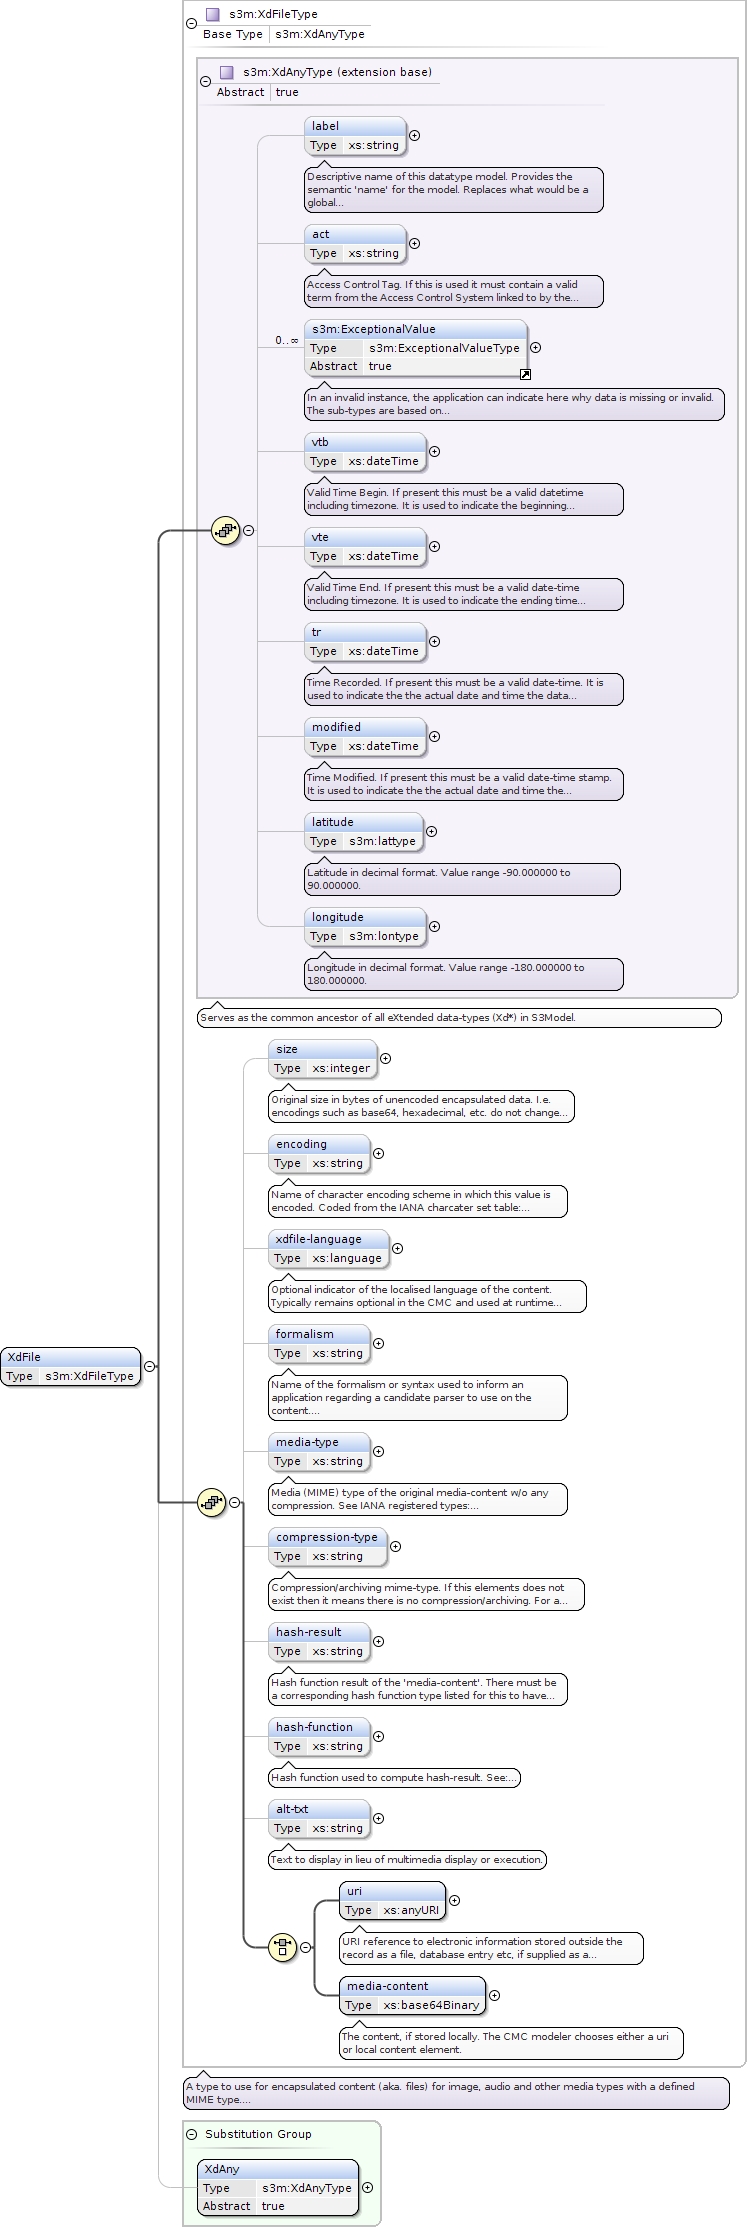 s3m:XdFileType
Base Type s3m:XdAnyType
s3m:XdAnyType (extension base)
Abstract true
label
Type xs:string
Descriptive name of this datatype model. Provides the
semantic 'name' for the model. Replaces what would be a
global...
act
Type xs:string
Access Control Tag. If this is used it must contain a valid
term from the Access Control System linked to by the...
0..∞
s3m:ExceptionalValue
Type s3m:ExceptionalValueType
Abstract true
In an invalid instance, the application can indicate here why data is missing or invalid.
The sub-types are based on...
vtb
Type xs:dateTime
Valid Time Begin. If present this must be a valid datetime
including timezone. It is used to indicate the beginning...
vte
Type xs:dateTime
Valid Time End. If present this must be a valid date-time
including timezone. It is used to indicate the ending time...
tr
Type xs:dateTime
Time Recorded. If present this must be a valid date-time. It is
used to indicate the the actual date and time the data...
modified
Type xs:dateTime
Time Modified. If present this must be a valid date-time stamp.
It is used to indicate the the actual date and time the...
latitude
Type s3m:lattype
Latitude in decimal format. Value range -90.000000 to
90.000000.
longitude
Type s3m:lontype
Longitude in decimal format. Value range -180.000000 to
180.000000.
Serves as the common ancestor of all eXtended data-types (Xd*) in S3Model.
size
Type xs:integer
Original size in bytes of unencoded encapsulated data. I.e.
encodings such as base64, hexadecimal, etc. do not change...
encoding
Type xs:string
Name of character encoding scheme in which this value is
encoded. Coded from the IANA charcater set table:...
xdfile-language
Type xs:language
Optional indicator of the localised language of the content.
Typically remains optional in the CMC and used at runtime...
formalism
Type xs:string
Name of the formalism or syntax used to inform an
application regarding a candidate parser to use on the
content....
XdFile
Type s3m:XdFileType
media-type
Type xs:string
Media (MIME) type of the original media-content w/o any
compression. See IANA registered types:...
compression-type
Type xs:string
Compression/archiving mime-type. If this elements does not
exist then it means there is no compression/archiving. For a...
hash-result
Type xs:string
Hash function result of the 'media-content'. There must be
a corresponding hash function type listed for this to have...
hash-function
Type xs:string
Hash function used to compute hash-result. See:...
alt-txt
Type xs:string
Text to display in lieu of multimedia display or execution.
uri
Type xs:anyURI
URI reference to electronic information stored outside the
record as a file, database entry etc, if supplied as a...
media-content
Type xs:base64Binary
The content, if stored locally. The CMC modeler chooses either a uri
or local content element.
A type to use for encapsulated content (aka. files) for image, audio and other media types with a defined
MIME type....
Substitution Group
XdAny
Type s3m:XdAnyType
Abstract true